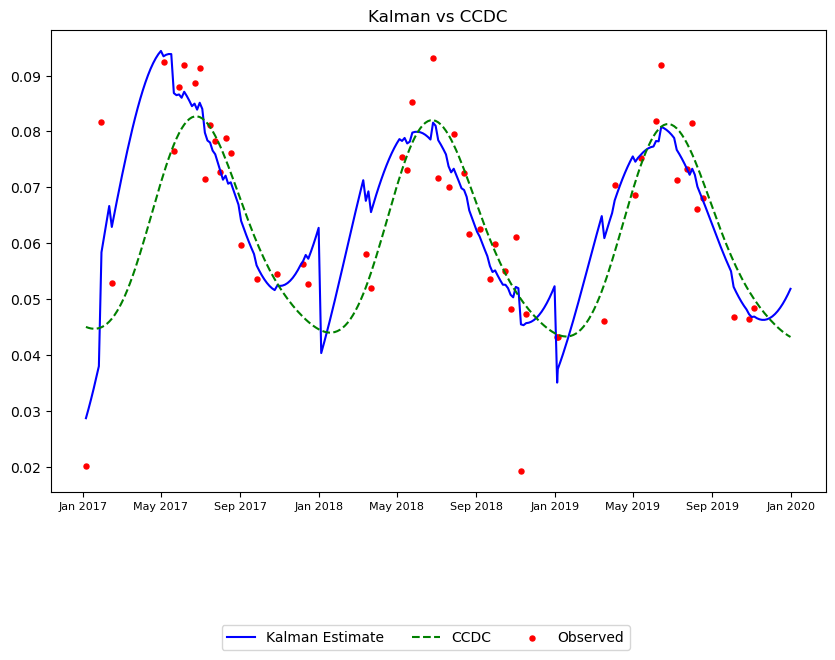 Kalman vs CCDC
0.09
0.08
0.07
0.06
0.05
0.04
0.03
0.02
Jan 2017 May 2017 Sep 2017 Jan 2018 May 2018 Sep 2018 Jan 2019 May 2019 Sep 2019 Jan 2020
Kalman Estimate CCDC Observed